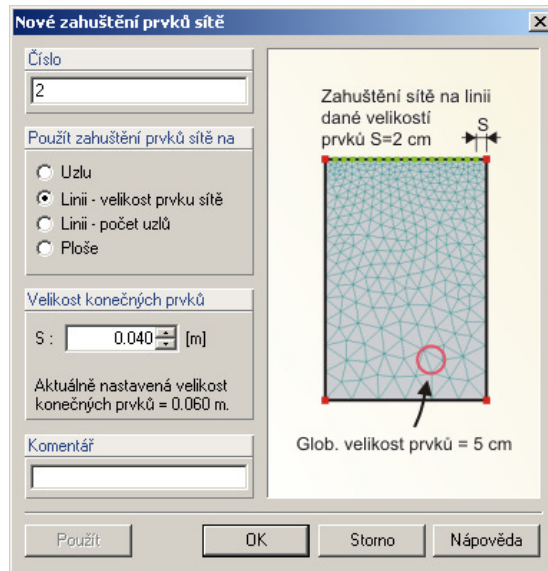 Nové zahuštění prvků sítě
Číslo
2
Použít zahuštění prvků sítě na
Uzlu
Linii - velikost prvku sítě
Linii - počet uzlů
Ploše
Velikost konečných prvků
S : 0.040 [m]
Aktuálně nastavená velikost
konečných prvků = 0.060 m.
Komentář
Zahuštění sítě na linii
dané velikostí
prvků S=2 cm
S
Glob. velikost prvků = 5 cm
Použít
OK
Storno
Nápověda